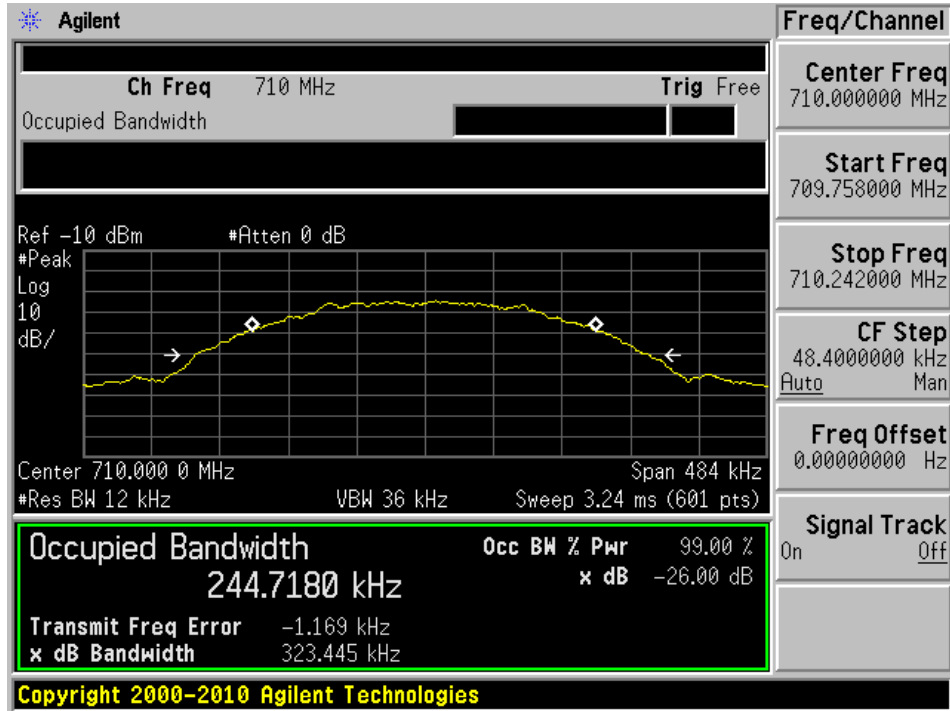 Agilent
Freq/Channel
Ch Freq 710 MHz Trig Free
Occupied Bandwidth
Center Freq
710.000000 MHz
Start Freq
709.758000 MHz
Stop Freq
710.242000 MHz
CF Step
48.4000000 kHz
Auto Man
Freq Offset
0.00000000 Hz
Signal Track
On Off
Ref -10 dBm #Atten 0 dB
#Peak
Log
10
dB/
Center 710.000 0 MHz Span 484 kHz
#Res BW 12 kHz VBW 36 kHz Sweep 3.24 ms (601 pts)
Occupied Bandwidth Occ BW % Pwr 99.00 %
244.7180 kHz x dB -26.00 dB
Transmit Freq Error -1.169 kHz
x dB Bandwidth 323.445 kHz
Copyright 2000-2010 Agilent Technologies